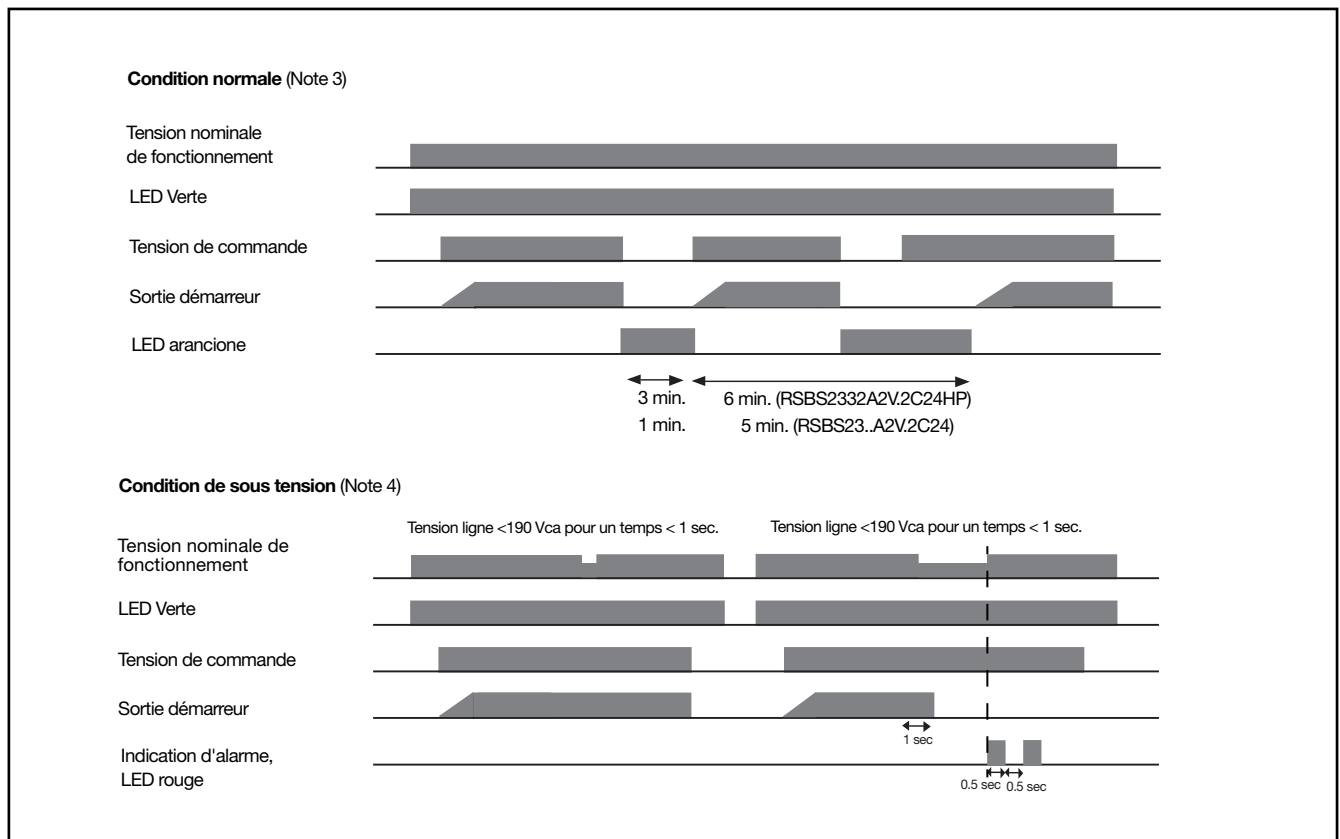 Condition normale (Note 3)
Tension nominale
de fonctionnement
LED Verte
Tension de commande
Sortie démarreur
LED arancione
3 min.
6 min. (RSBS2332A2V.2C24HP)
1 min.
5 min. (RSBS23..A2V.2C24)
Condition de sous tension (Note 4)
Tension ligne <190 Vca pour un temps < 1 sec.
Tension ligne <190 Vca pour un temps < 1 sec.
Tension nominale de
fonctionnement
LED Verte
Tension de commande
Sortie démarreur
1 sec
Indication d'alarme,
LED rouge
0.5 sec
0.5 sec